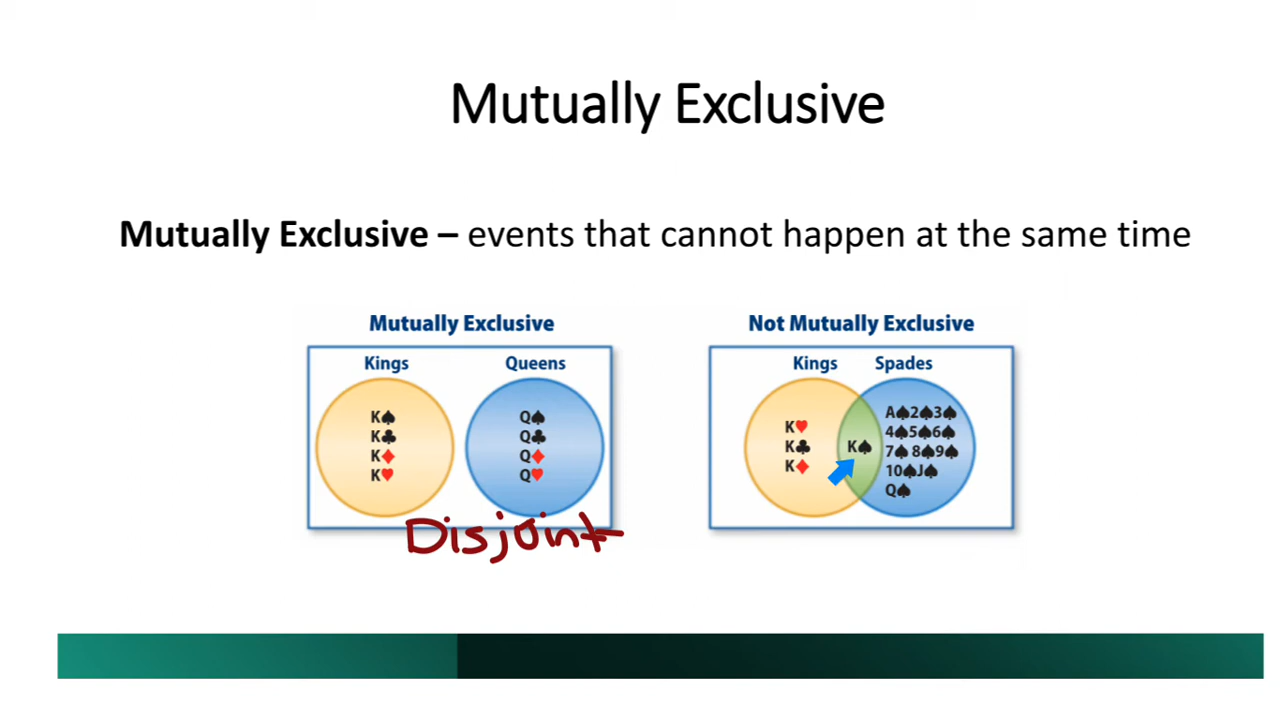 Mutually Exclusive
Mutually Exclusive – events that cannot happen at the same time
Mutually Exclusive
Kings Queens
K♠
K♣
K♦
K♥
Q♠
Q♣
Q♦
Q♥
Disjoint
Not Mutually Exclusive
Kings Spades
K♥
K♣
K♦
K♠
A♠2♠3♠
4♠5♠6♠
7♠ 8♠9♠
10♠J♠
Q♠